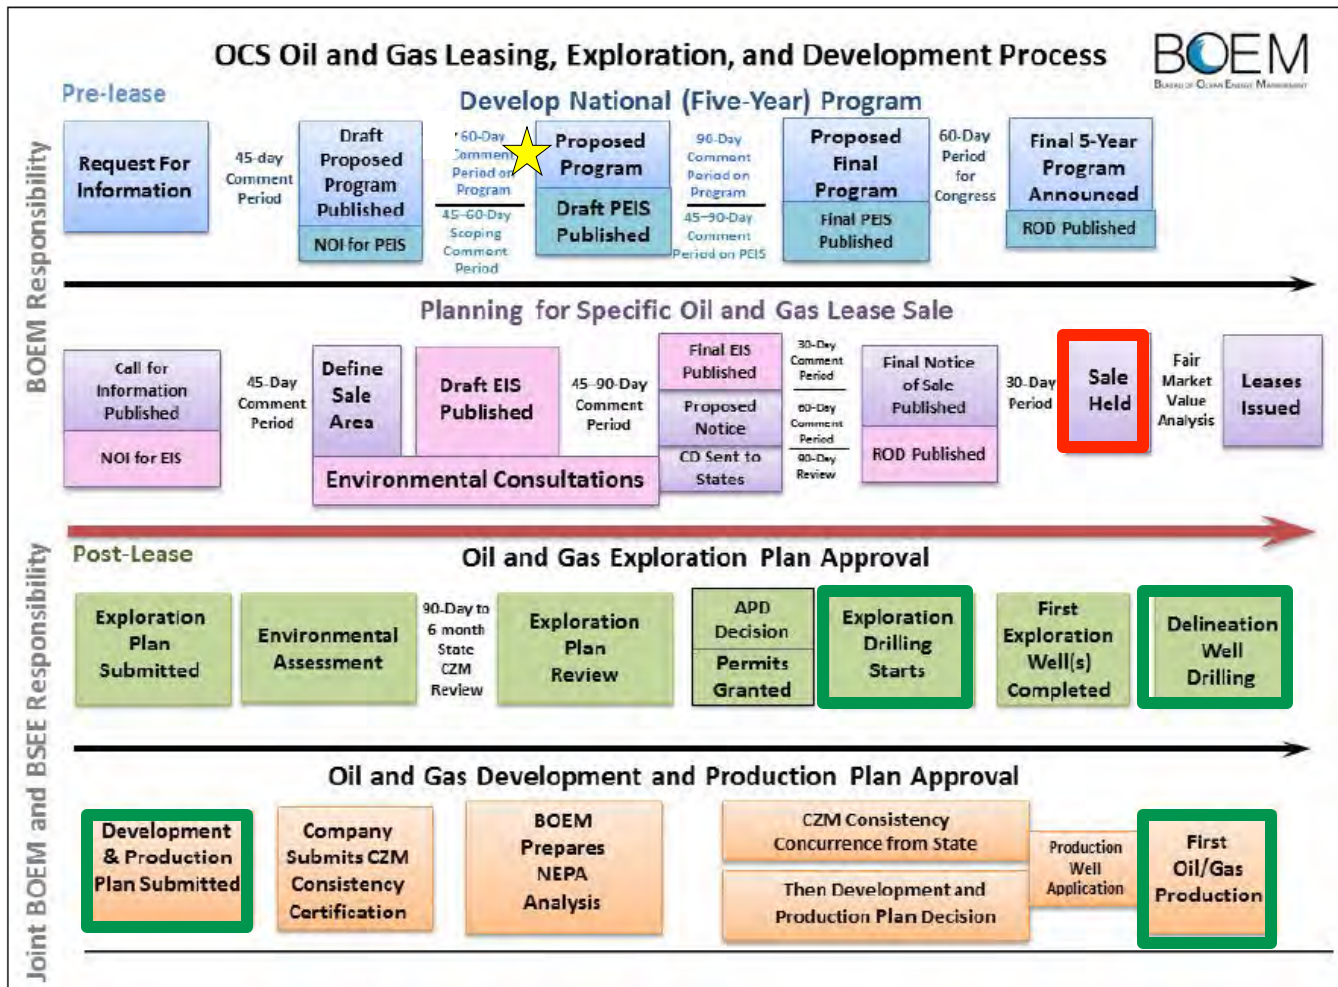 OCS Oil and Gas Leasing, Exploration, and Development Process
BOEM
BUREAU OF OCEAN ENERGY MANAGEMENT
Pre-lease
Develop National (Five-Year) Program
BOEM Responsibility
Request For
Information
45-day
Comment
Period
Draft
Proposed
Program
Published
NOI for PEIS
60-Day
Comment
Period on
Program
45-60-Day
Scoping
Comment
Period
Proposed
Program
Draft PEIS
Published
90-Day
Comment
Period on
Program
45-90-Day
Comment
Period on PEIS
Proposed
Final
Program
Final PEIS
Published
60-Day
Period
for
Congress
Final 5-Year
Program
Announced
ROD Published
Planning for Specific Oil and Gas Lease Sale
Call for
Information
Published
NOI for EIS
45-Day
Comment
Period
Define
Sale
Area
Draft EIS
Published
Environmental Consultations
45-90-Day
Comment
Period
Final EIS
Published
Proposed
Notice
CD Sent to
States
30-Day
Comment
Period
60-Day
Comment
Period
90-Day
Review
Final Notice
of Sale
Published
ROD Published
30-Day
Period
Sale
Held
Fair
Market
Value
Analysis
Leases
Issued
Joint BOEM and BSEE Responsibility
Post-Lease
Oil and Gas Exploration Plan Approval
Exploration
Plan
Submitted
Environmental
Assessment
90-Day to
6 month
State
CZM
Review
Exploration
Plan
Review
APD
Decision
Permits
Granted
Exploration
Drilling
Starts
First
Exploration
Well(s)
Completed
Delineation
Well
Drilling
Oil and Gas Development and Production Plan Approval
Development
& Production
Plan Submitted
Company
Submits CZM
Consistency
Certification
BOEM
Prepares
NEPA
Analysis
CZM Consistency
Concurrence from State
Then Development and
Production Plan Decision
Production
Well
Application
First
Oil/Gas
Production